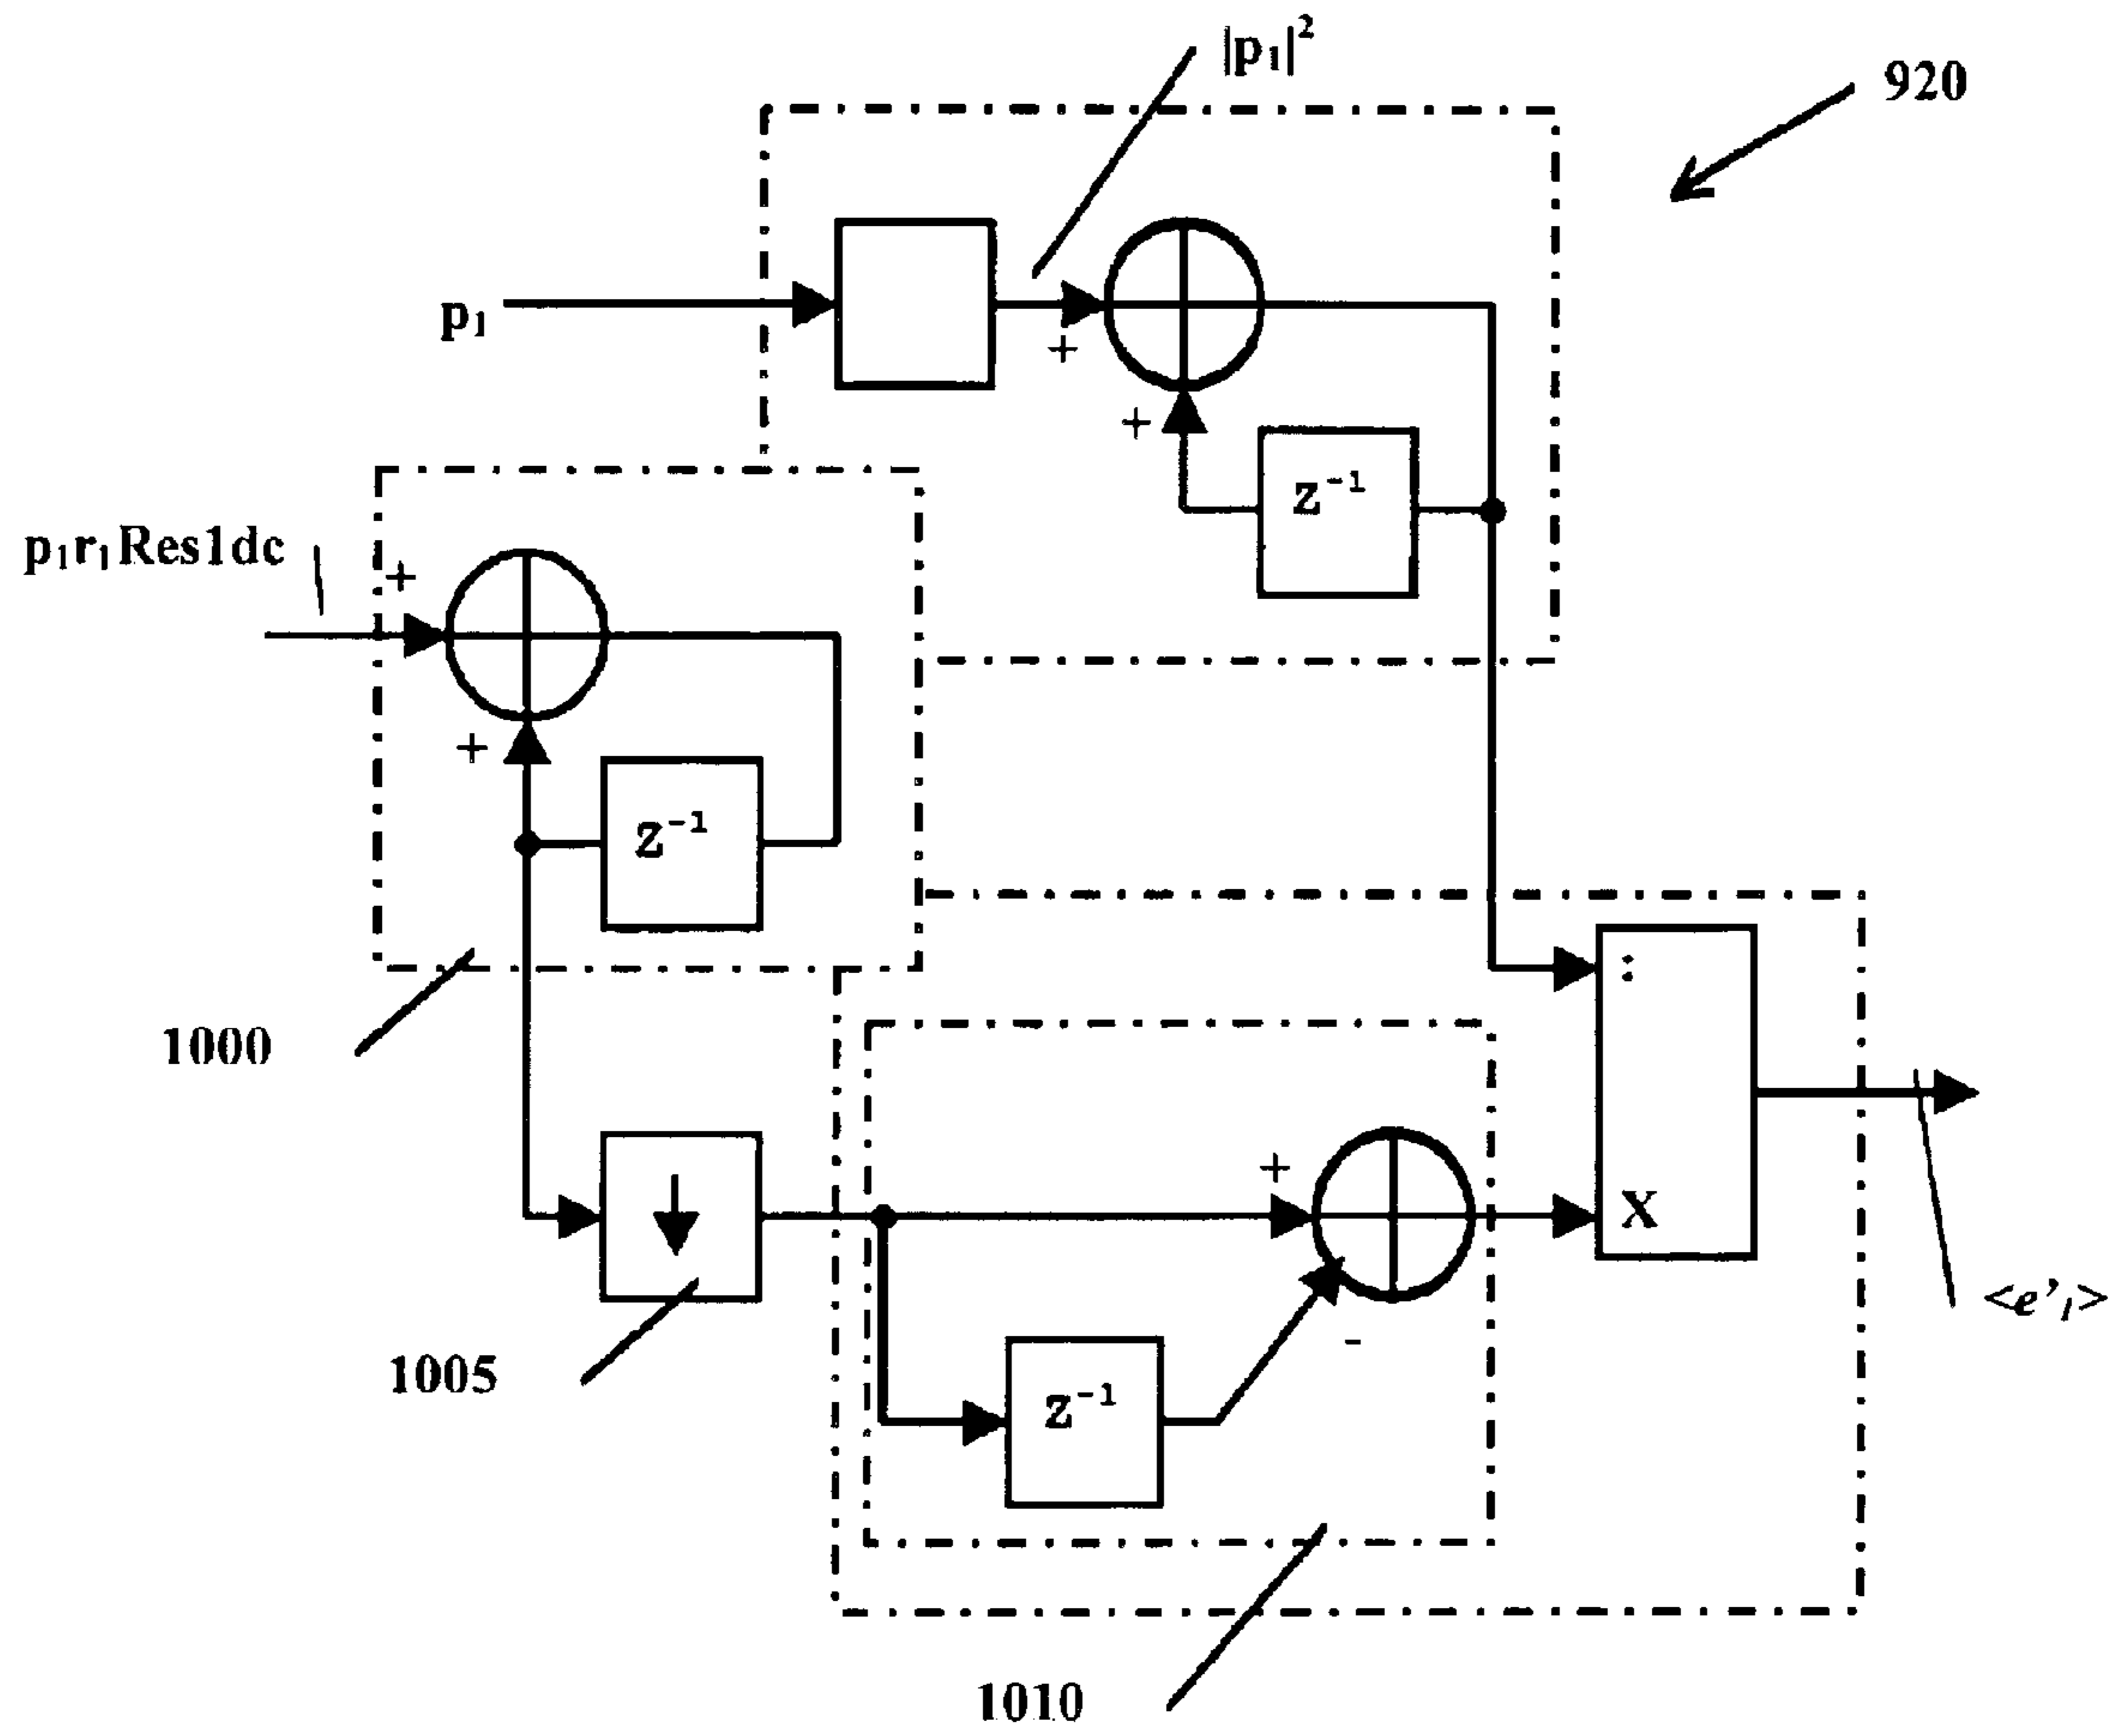 |p₁|²
920
p₁
+
+
Z⁻¹
p₁r₁Res1dc
+
+
Z⁻¹
1000
:
+
X
1005
<e'₁>
-
Z⁻¹
1010